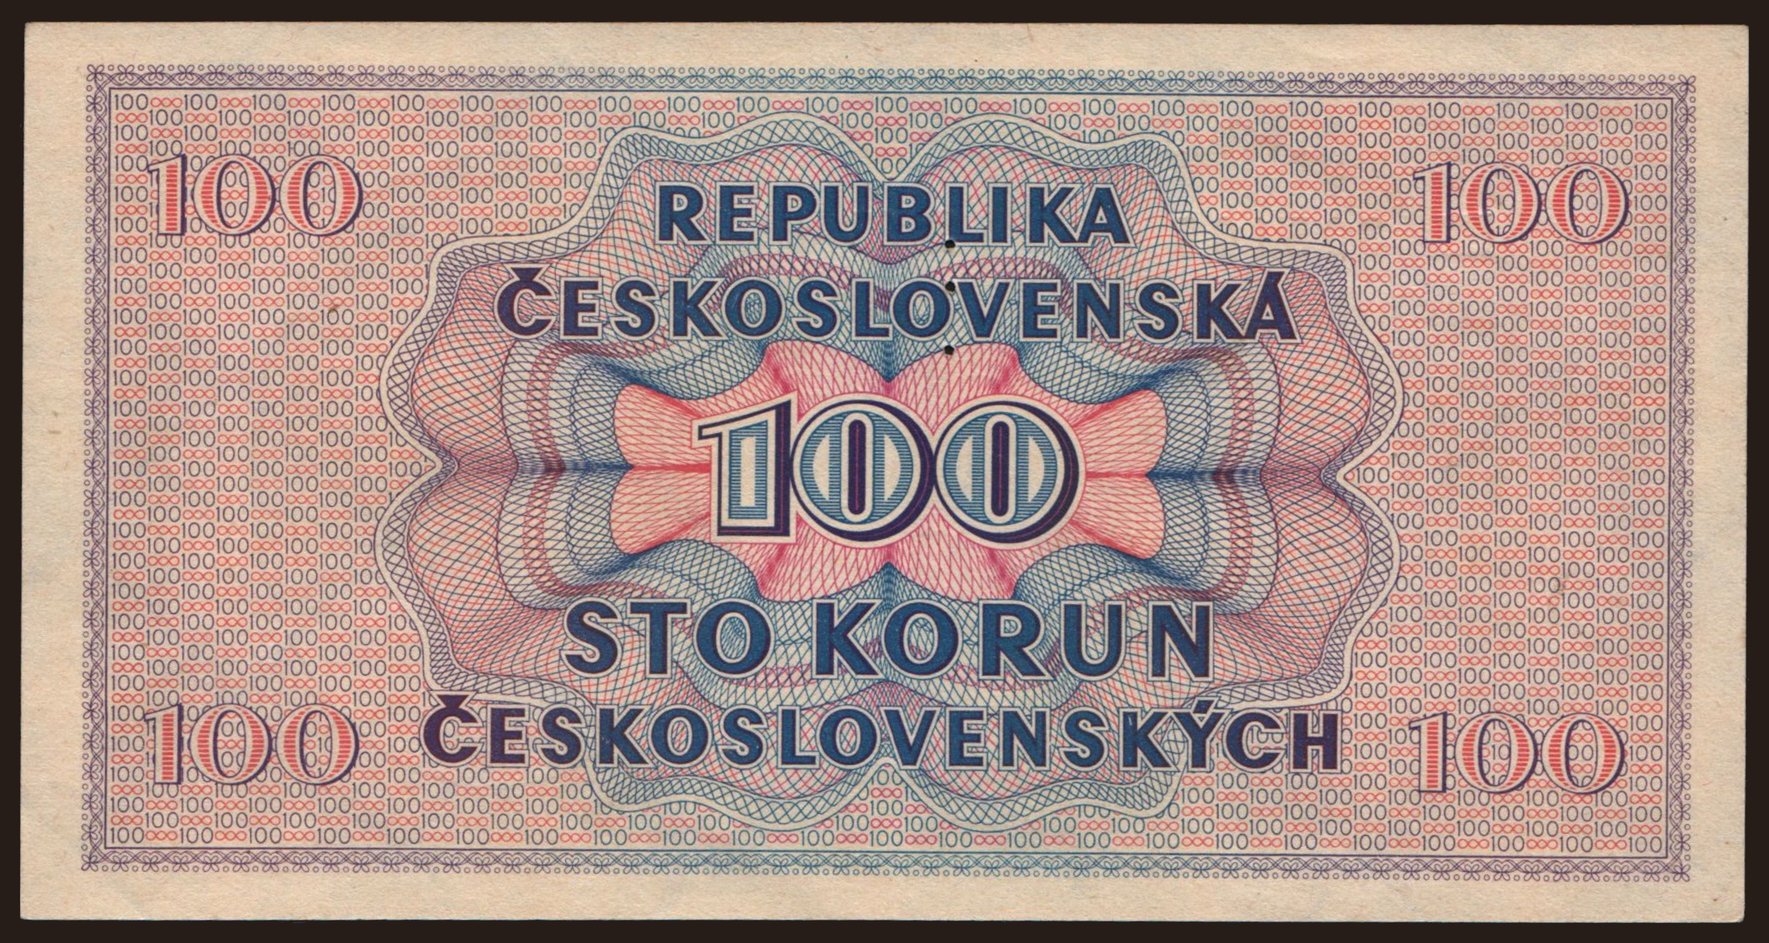 100 100
REPUBLIKA
ČESKOSLOVENSKÁ
100
STO KORUN
ČESKOSLOVENSKÝCH
100 100